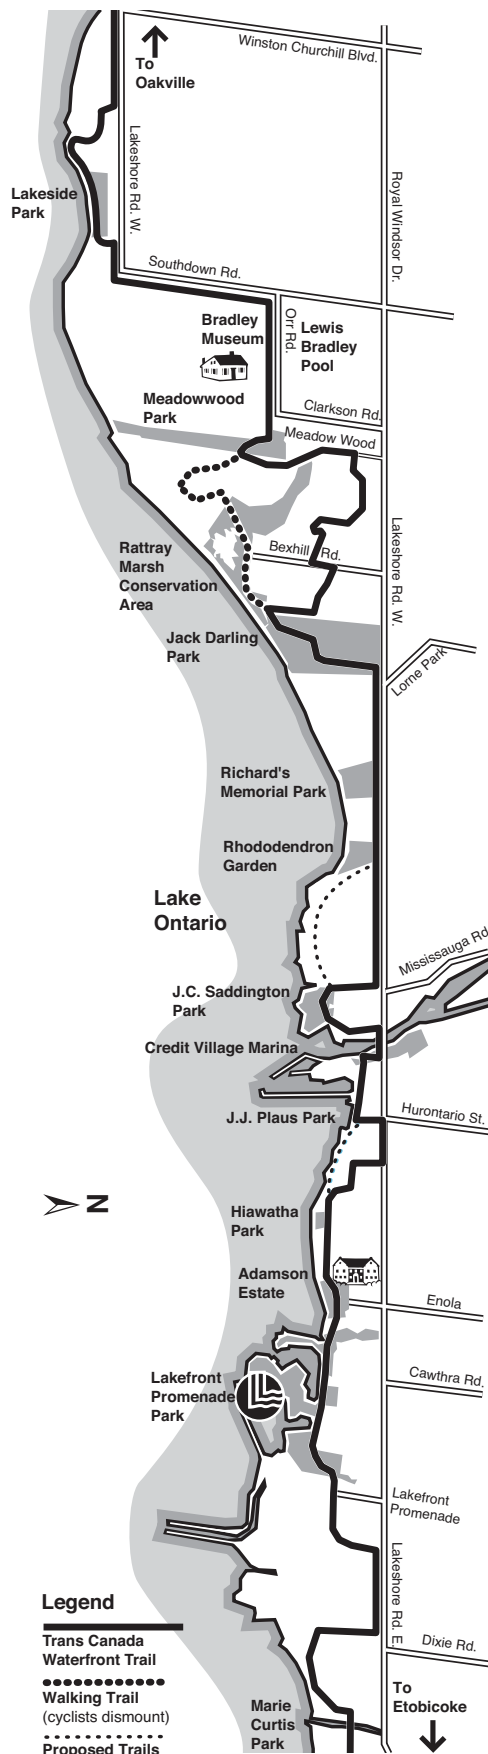 Winston Churchill Blvd.
To
Oakville
Lakeshore Rd. W.
Royal Windsor Dr.
Lakeside
Park
Southdown Rd.
Bradley
Museum
Orr Rd.
Lewis
Bradley
Pool
Meadowwood
Park
Clarkson Rd.
Meadow Wood
Lakeshore Rd. W.
Rattray
Marsh
Conservation
Area
Bexhill Rd.
Jack Darling
Park
Lorne Park
Richard's
Memorial Park
Rhododendron
Garden
Lake
Ontario
Mississauga Rd
J.C. Saddington
Park
Credit Village Marina
J.J. Plaus Park
Hurontario St.
N
Hiawatha
Park
Adamson
Estate
Enola
Cawthra Rd.
Lakefront
Promenade
Park
Lakefront
Promenade
Lakeshore Rd. E.
Dixie Rd.
Legend
Trans Canada
Waterfront Trail
Walking Trail
(cyclists dismount)
Proposed Trails
Marie
Curtis
Park
To
Etobicoke